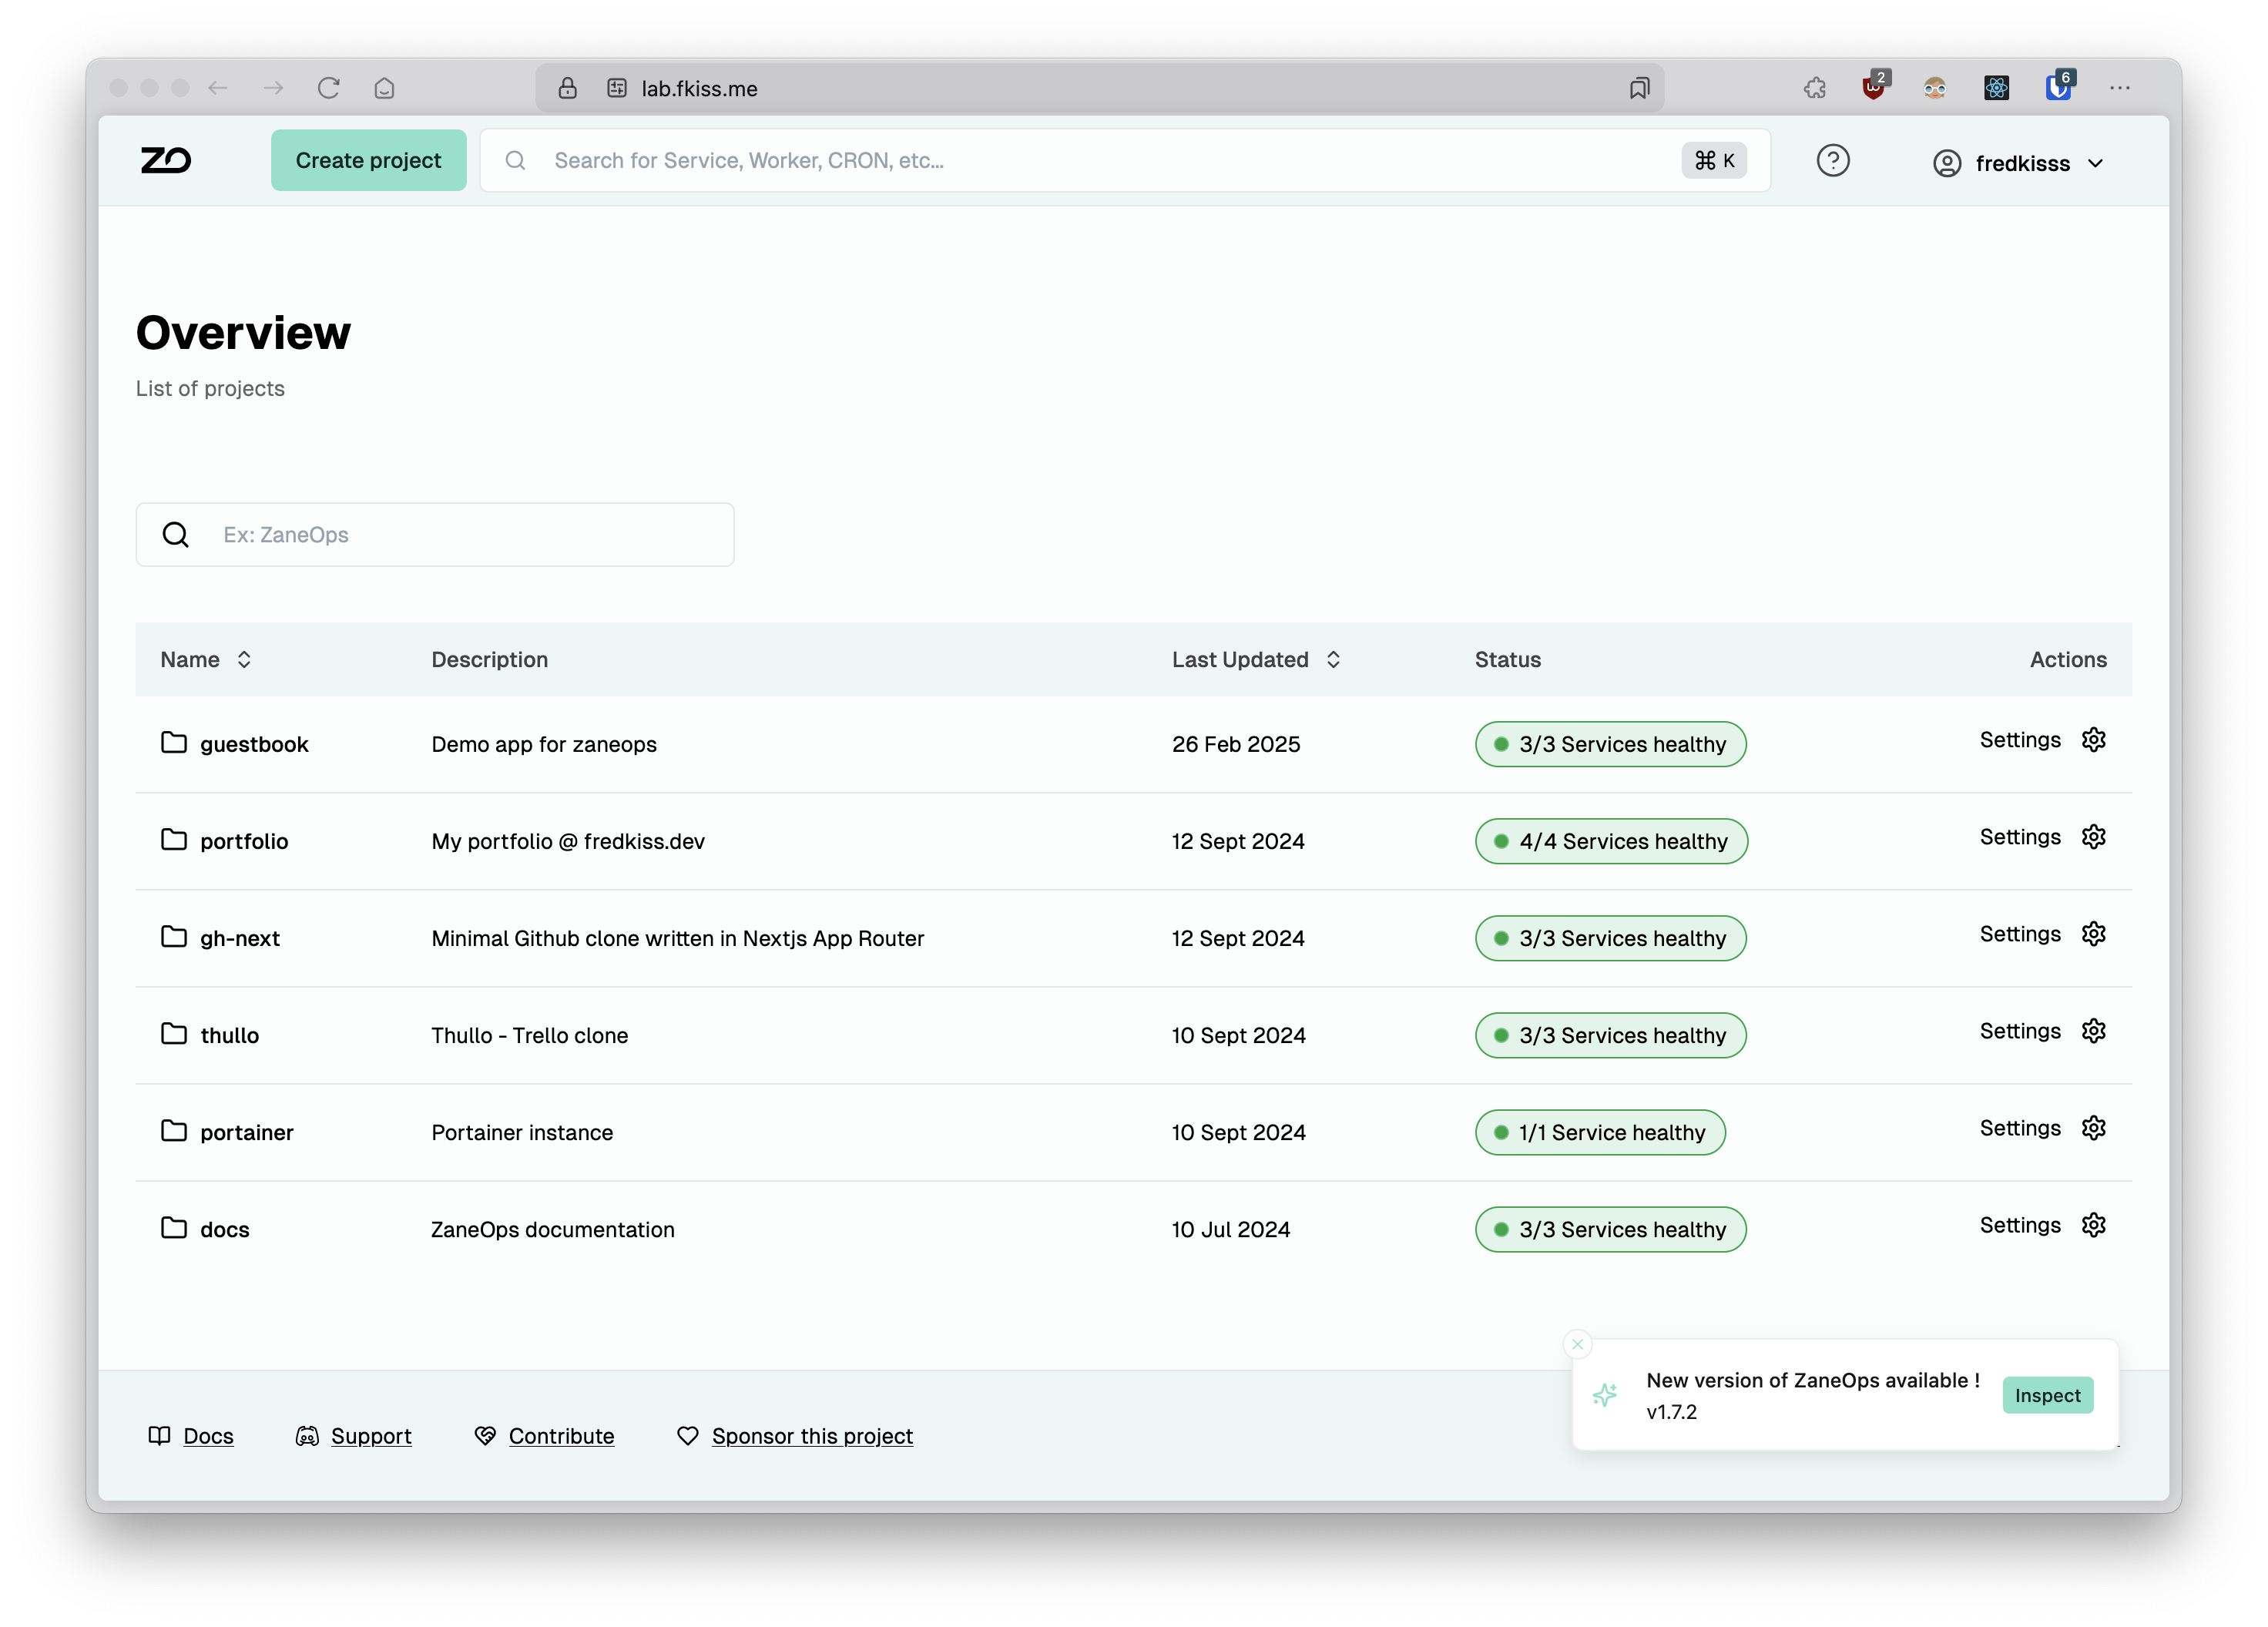 lab.fkiss.me
2
6
ZO
Create project
Search for Service, Worker, CRON, etc...
⌘ K
fredkisss
Overview
List of projects
Ex: ZaneOps
Name Description Last Updated Status Actions
guestbook Demo app for zaneops 26 Feb 2025 3/3 Services healthy Settings
portfolio My portfolio @ fredkiss.dev 12 Sept 2024 4/4 Services healthy Settings
gh-next Minimal Github clone written in Nextjs App Router 12 Sept 2024 3/3 Services healthy Settings
thullo Thullo - Trello clone 10 Sept 2024 3/3 Services healthy Settings
portainer Portainer instance 10 Sept 2024 1/1 Service healthy Settings
docs ZaneOps documentation 10 Jul 2024 3/3 Services healthy Settings
New version of ZaneOps available !
v1.7.2
Inspect
Docs Support Contribute Sponsor this project